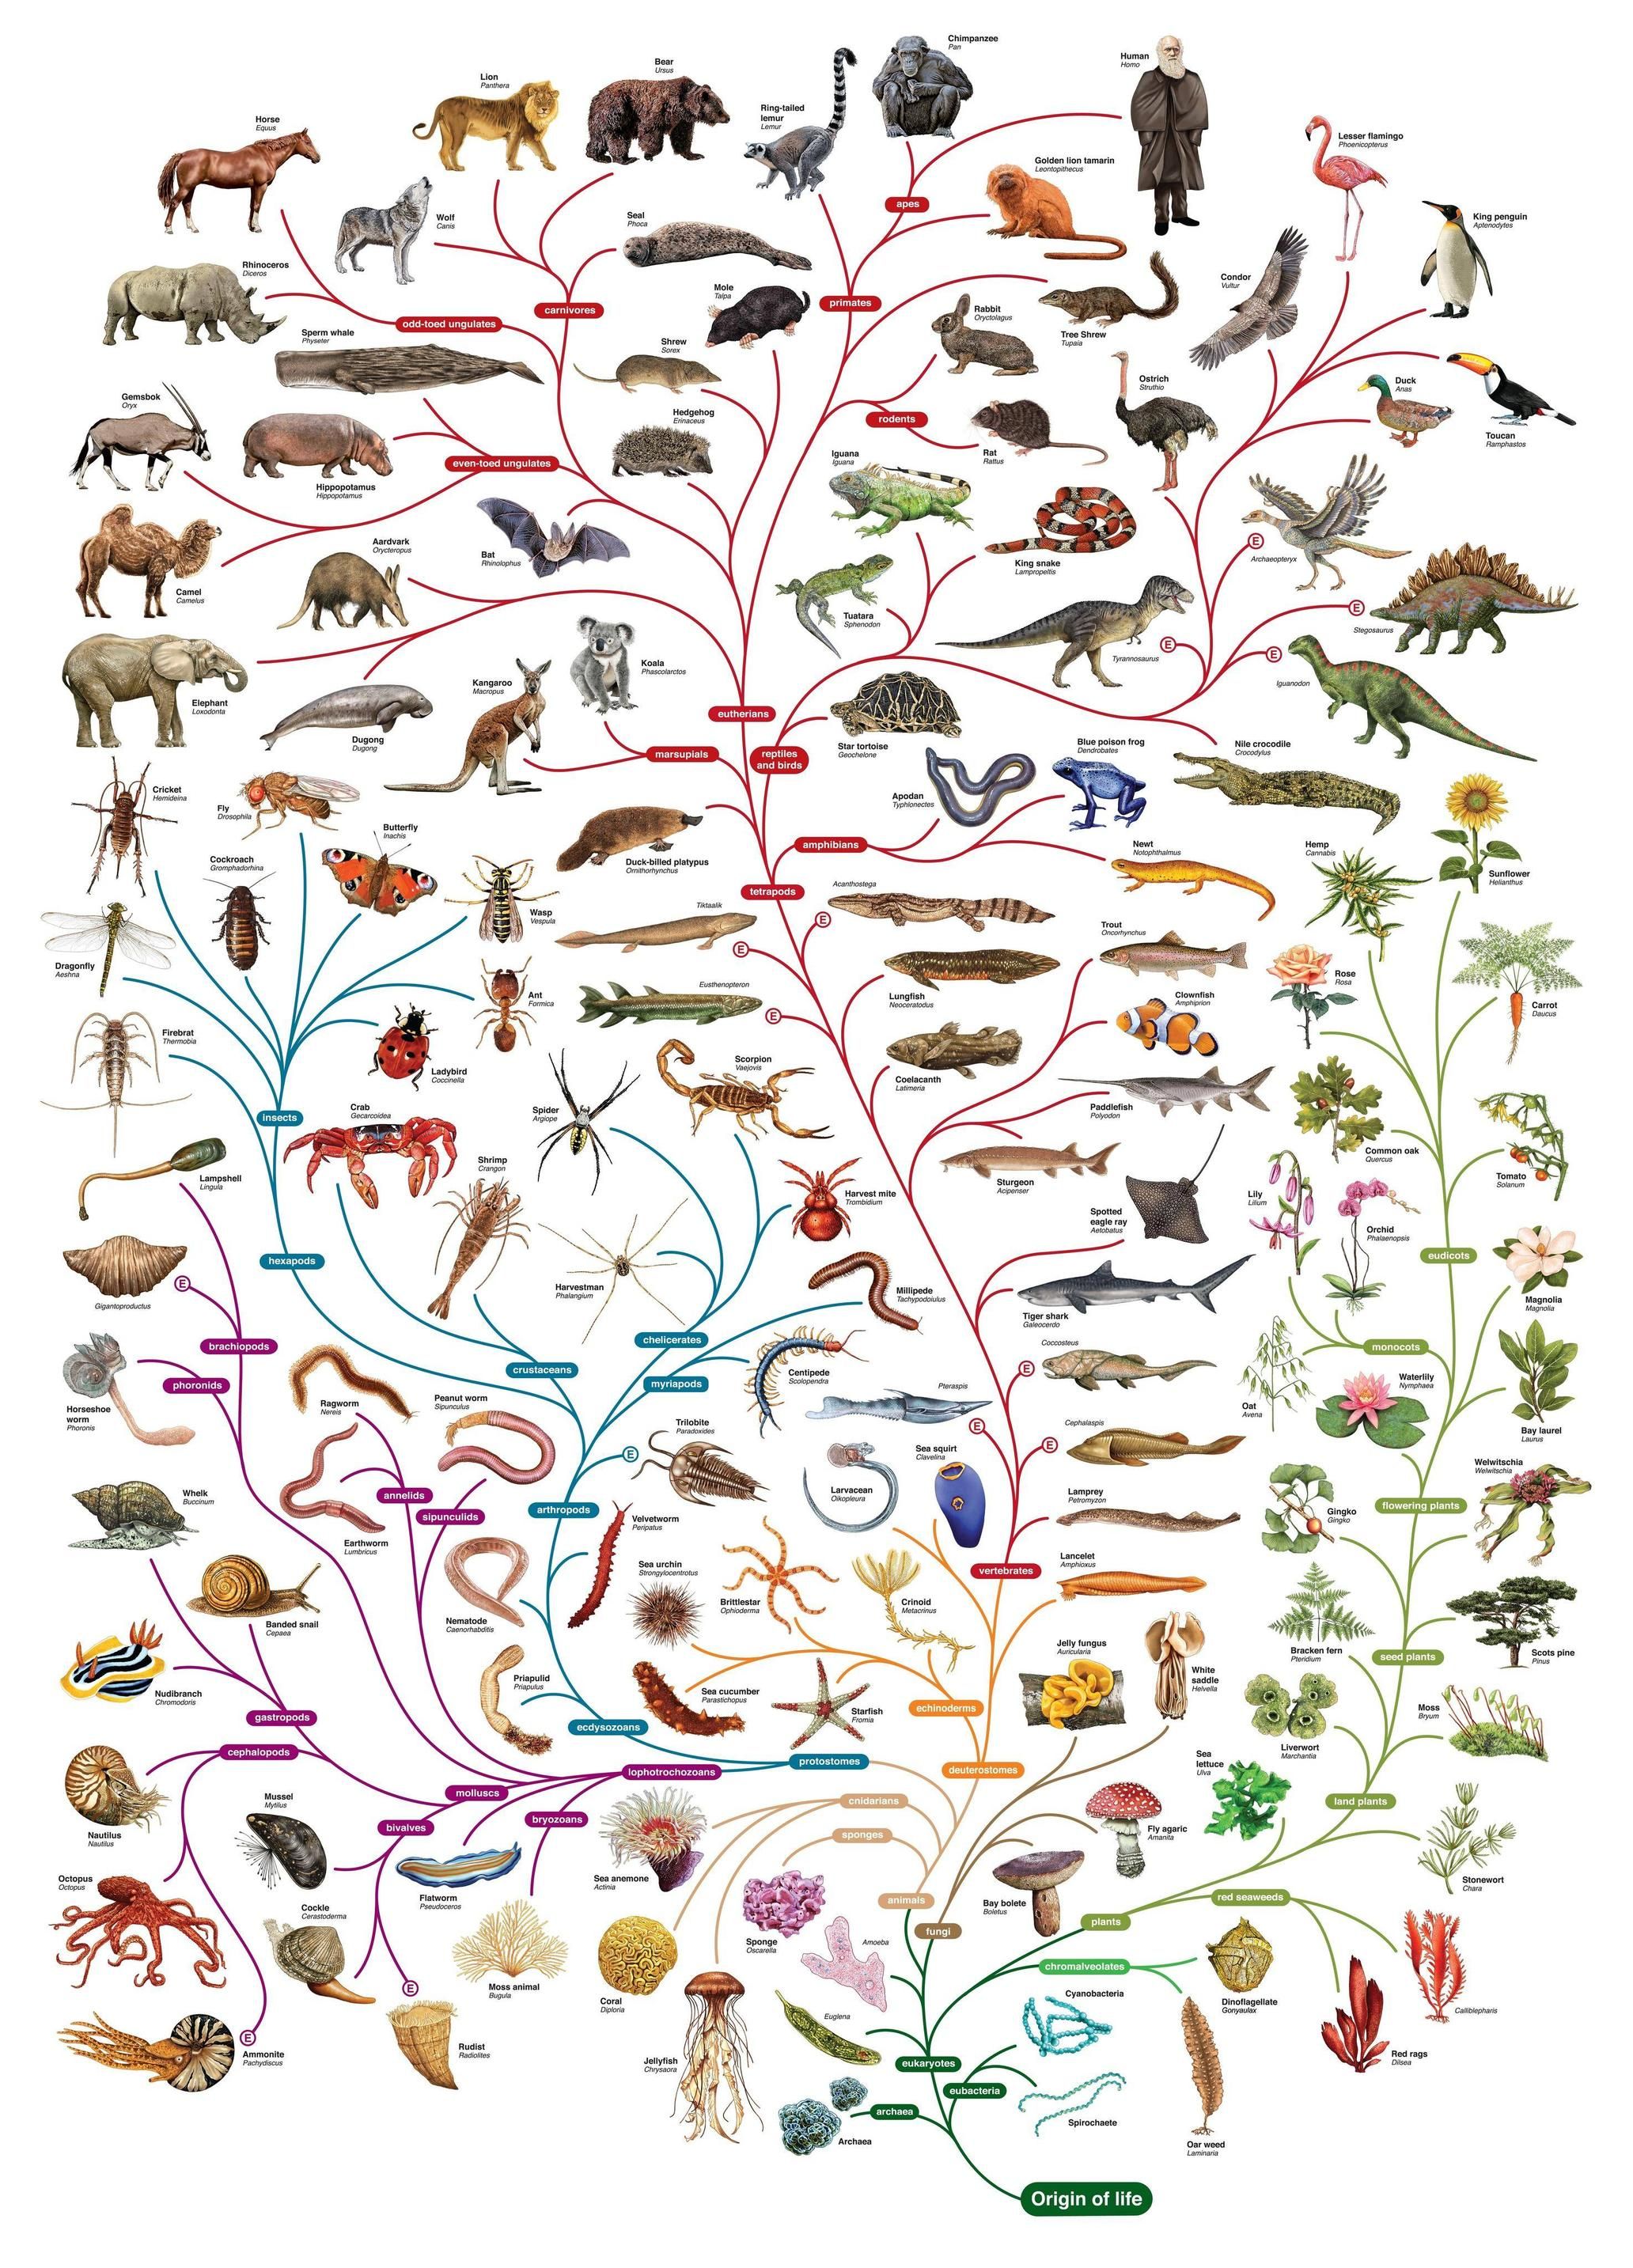 Chimpanzee
Pan
Human
Homo
Bear
Ursus
Lion
Panthera
Ring-tailed
lemur
Lemur
Horse
Equus
Lesser flamingo
Phoenicopterus
Golden lion tamarin
Leontopithecus
apes
Wolf
Canis
Seal
Phoca
King penguin
Aptenodytes
Rhinoceros
Diceros
Condor
Vultur
Mole
Talpa
primates
carnivores
Rabbit
Oryctolagus
odd-toed ungulates
Sperm whale
Physeter
Tree Shrew
Tupaia
Shrew
Sorex
Ostrich
Struthio
Duck
Anas
Gemsbok
Oryx
Hedgehog
Erinaceus
rodents
Toucan
Ramphastos
Rat
Rattus
Iguana
Iguana
even-toed ungulates
Hippopotamus
Hippopotamus
Aardvark
Orycteropus
E
Bat
Rhinolophus
Archaeopteryx
King snake
Lampropeltis
Camel
Camelus
E
Tuatara
Sphenodon
Stegosaurus
E
E
Tyrannosaurus
Koala
Phascolarctos
Kangaroo
Macropus
Iguanodon
Elephant
Loxodonta
eutherians
Dugong
Dugong
Star tortoise
Geochelone
Blue poison frog
Dendrobates
Nile crocodile
Crocodylus
marsupials
reptiles
and birds
Cricket
Hemideina
Fly
Drosophila
Apodan
Typhlonectes
Butterfly
Inachis
amphibians
Newt
Notophthalmus
Hemp
Cannabis
Cockroach
Gromphadorhina
Duck-billed platypus
Ornithorhynchus
Sunflower
Helianthus
Acanthostega
tetrapods
Tiktaalik
Wasp
Vespula
E
Trout
Oncorhynchus
E
Dragonfly
Aeshna
Rose
Rosa
Eusthenopteron
Lungfish
Neoceratodus
Clownfish
Amphiprion
Ant
Formica
Carrot
Daucus
E
Firebrat
Thermobia
Scorpion
Vaejovis
Ladybird
Coccinella
Coelacanth
Latimeria
insects
Crab
Gecarcoidea
Spider
Argiope
Paddlefish
Polyodon
Common oak
Quercus
Shrimp
Crangon
Lampshell
Lingula
Sturgeon
Acipenser
Tomato
Solanum
Harvest mite
Trombidium
Lily
Lilium
Spotted
eagle ray
Aetobatus
Orchid
Phalaenopsis
hexapods
eudicots
E
Harvestman
Phalangium
Millipede
Tachypodoiulus
Gigantoproductus
Magnolia
Magnolia
Tiger shark
Galeocerdo
chelicerates
brachiopods
Coccosteus
monocots
crustaceans
E
Centipede
Scolopendra
phoronids
myriapods
Waterlily
Nymphaea
Pteraspis
Ragworm
Nereis
Peanut worm
Sipunculus
Horseshoe
worm
Phoronis
Oat
Avena
Trilobite
Paradoxides
Cephalaspis
E
Bay laurel
Laurus
E
E
Sea squirt
Clavelina
Welwitschia
Welwitschia
Whelk
Buccinum
annelids
Larvacean
Oikopleura
Lamprey
Petromyzon
flowering plants
arthropods
sipunculids
Gingko
Gingko
Velvetworm
Peripatus
Earthworm
Lumbricus
Lancelet
Amphioxus
Sea urchin
Strongylocentrotus
vertebrates
Brittlestar
Ophioderma
Crinoid
Metacrinus
Nematode
Caenorhabditis
Banded snail
Cepaea
Jelly fungus
Auricularia
Bracken fern
Pteridium
Scots pine
Pinus
seed plants
White
saddle
Helvella
Priapulid
Priapulus
Nudibranch
Chromodoris
Sea cucumber
Parastichopus
Starfish
Fromia
echinoderms
Moss
Bryum
gastropods
ecdysozoans
Liverwort
Marchantia
cephalopods
Sea
lettuce
Ulva
protostomes
lophotrochozoans
deuterostomes
molluscs
Mussel
Mytilus
cnidarians
land plants
bryozoans
bivalves
Fly agaric
Amanita
Nautilus
Nautilus
sponges
Octopus
Octopus
Sea anemone
Actinia
Stonewort
Chara
Flatworm
Pseudoceros
animals
red seaweeds
Bay bolete
Boletus
Cockle
Cerastoderma
plants
fungi
Sponge
Oscarella
Amoeba
chromalveolates
E
Moss animal
Bugula
Cyanobacteria
Coral
Diploria
Dinoflagellate
Gonyaulax
Calliblepharis
Euglena
E
Ammonite
Pachydiscus
Rudist
Radiolites
Jellyfish
Chrysaora
Red rags
Dilsea
eukaryotes
eubacteria
archaea
Spirochaete
Archaea
Oar weed
Laminaria
Origin of life